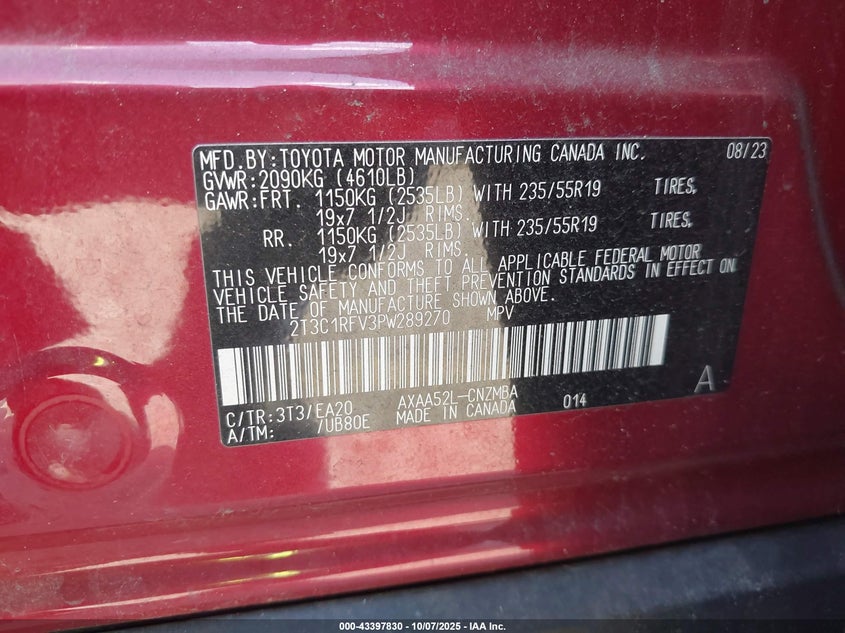 MFD.BY:TOYOTA MOTOR MANUFACTURING CANADA INC. 08/23
GVWR:2090KG (4610LB)
GAWR:FRT. 1150KG (2535LB) WITH 235/55R19 TIRES,
19x7 1/2J RIMS.
RR. 1150KG (2535LB) WITH 235/55R19 TIRES,
19x7 1/2J RIMS.
THIS VEHICLE CONFORMS TO ALL APPLICABLE FEDERAL MOTOR
VEHICLE SAFETY AND THEFT PREVENTION STANDARDS IN EFFECT ON
THE DATE OF MANUFACTURE SHOWN ABOVE.
2T3C1RFV3PW289270 MPV
A
C/TR:3T3/EA20 AXAA52L-CNZMBA 014
A/TM: /UB80E MADE IN CANADA
000-43397830 - 10/07/2025 - IAA Inc.